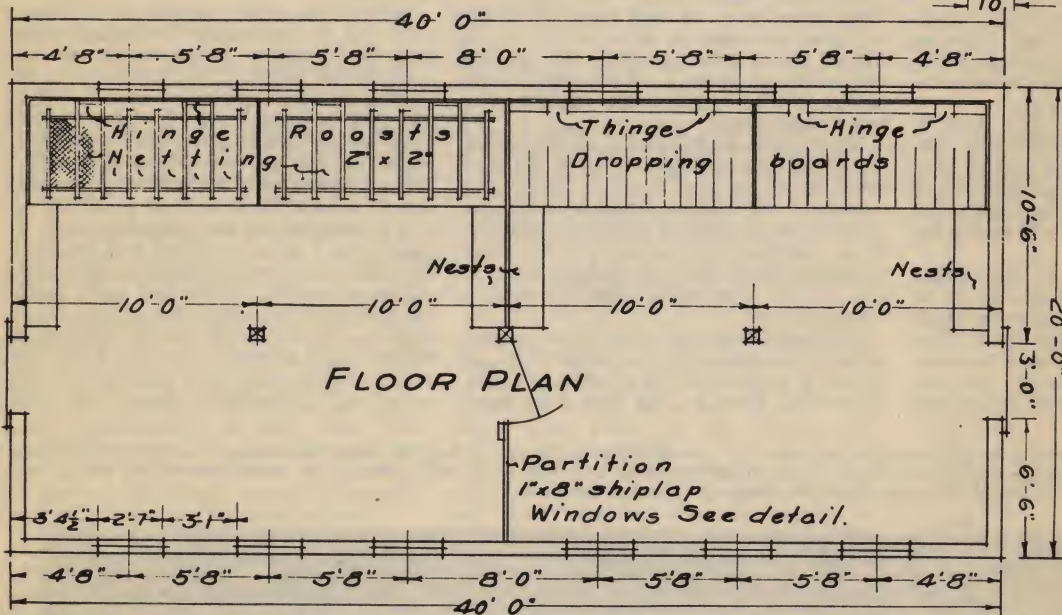 10"
40' 0"
4'8" 5'8" 5'8" 8'0" 5'8" 5'8" 4'8"
Hinge Roosts Thinge Hinge
Netting 2" x 2" Dropping boards
10'-6"
Nests Nests
10'-0" 10'-0" 10'-0" 10'-0"
20'-0"
3'-0"
FLOOR PLAN
Partition
1"x8" shiplap
Windows See detail.
6'-6"
3'4½" 2'-7" 3'-1"
4'8" 5'8" 5'8" 8'-0" 5'8" 5'8" 4'8"
40' 0"